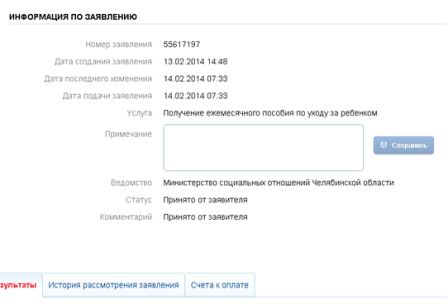 ИНФОРМАЦИЯ ПО ЗАЯВЛЕНИЮ
Номер заявления 55617197
Дата создания заявления 13.02.2014 14:48
Дата последнего изменения 14.02.2014 07:33
Дата подачи заявления 14.02.2014 07:33
Услуга Получение ежемесячного пособия по уходу за ребенком
Примечание
Сохранить
Ведомство Министерство социальных отношений Челябинской области
Статус Принято от заявителя
Комментарий Принято от заявителя
зультаты История рассмотрения заявления Счета к оплате